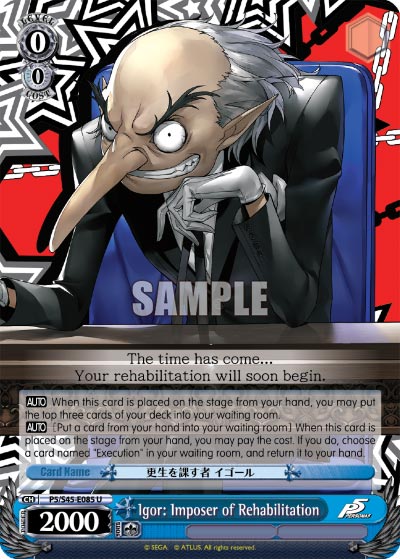 LEVEL
0
0
COST
SAMPLE
The time has come...
Your rehabilitation will soon begin.
AUTO When this card is placed on the stage from your hand, you may put
the top three cards of your deck into your waiting room.
AUTO [Put a card from your hand into your waiting room] When this card is
placed on the stage from your hand, you may pay the cost. If you do, choose
a card named "Execution" in your waiting room, and return it to your hand.
Card Name
更生を課す者 イゴール
CH P5/S45-E085 U
POWER
2000
Igor: Imposer of Rehabilitation
P5
PERSONA5
© SEGA. © ATLUS. All rights reserved.